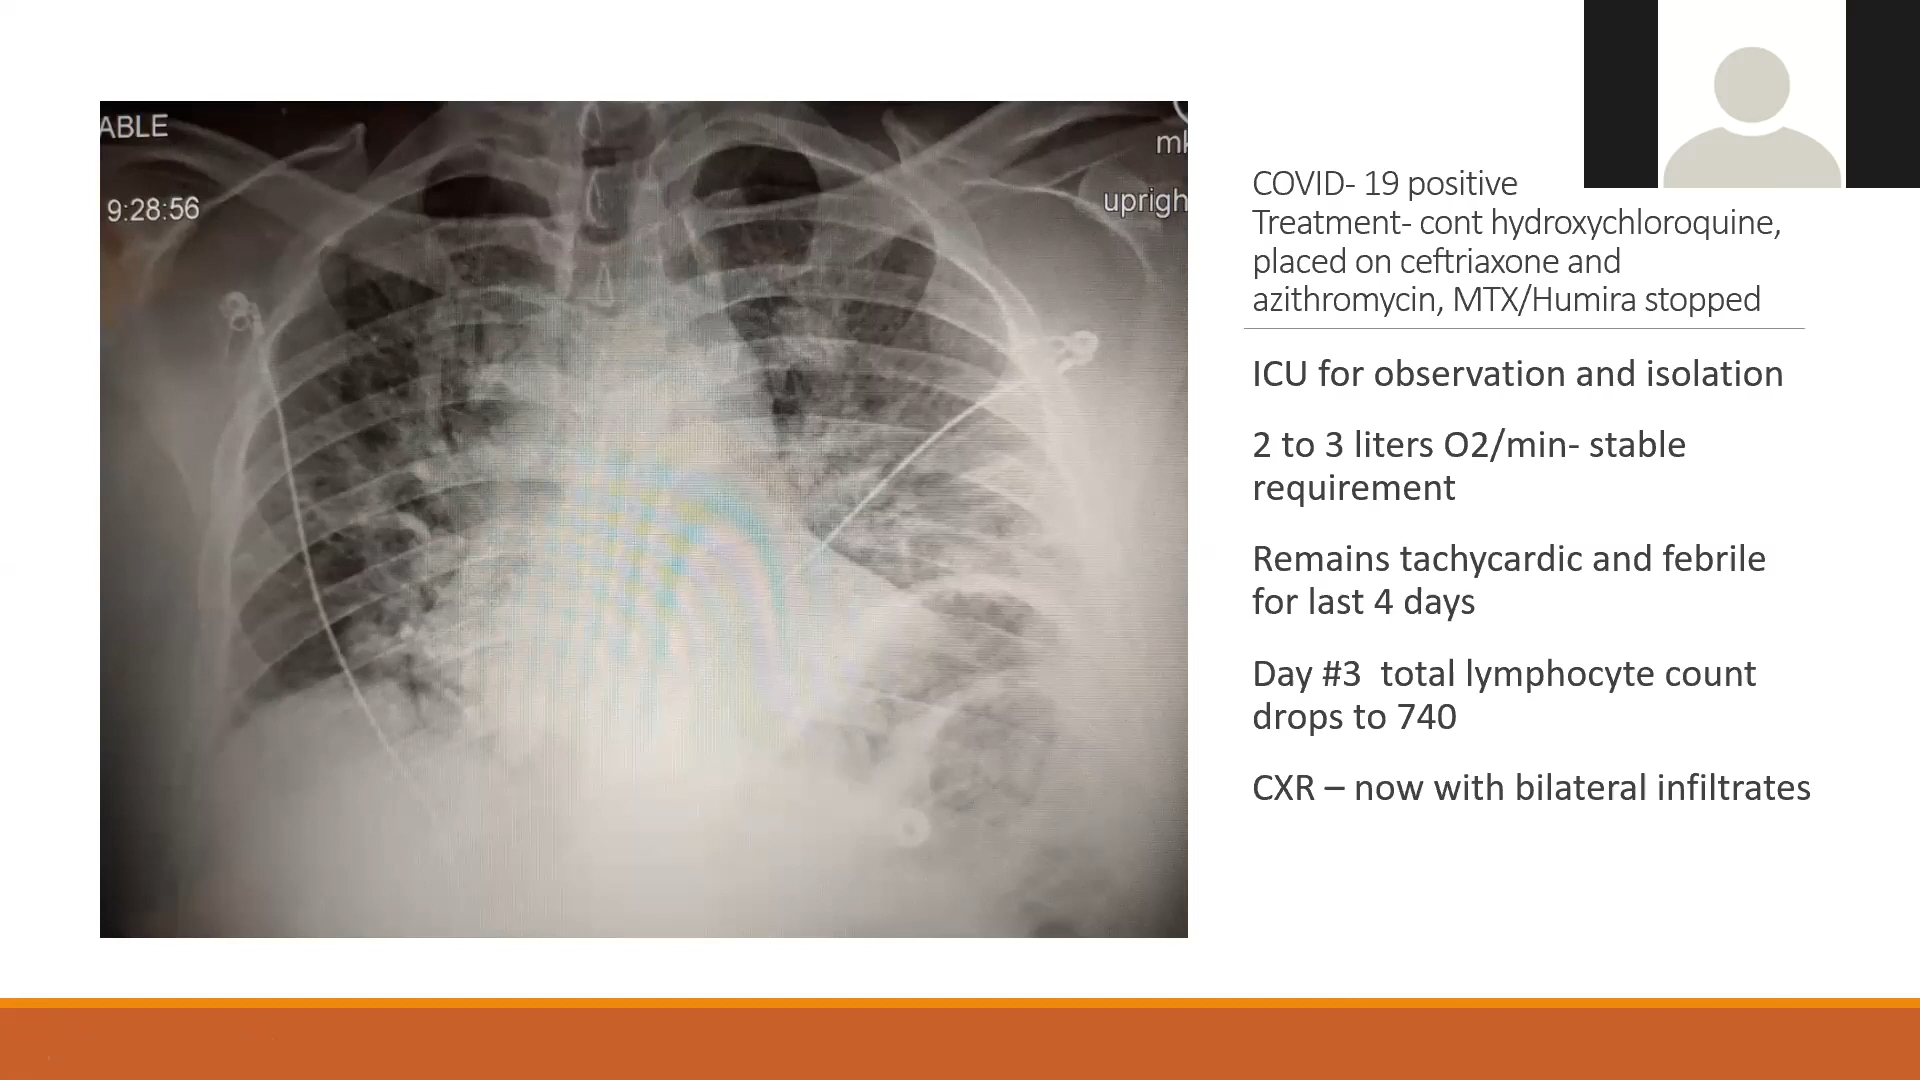 ABLE
9:28:56
mk
uprigh
COVID- 19 positive
Treatment- cont hydroxychloroquine,
placed on ceftriaxone and
azithromycin, MTX/Humira stopped
ICU for observation and isolation
2 to 3 liters O2/min- stable
requirement
Remains tachycardic and febrile
for last 4 days
Day #3  total lymphocyte count
drops to 740
CXR – now with bilateral infiltrates